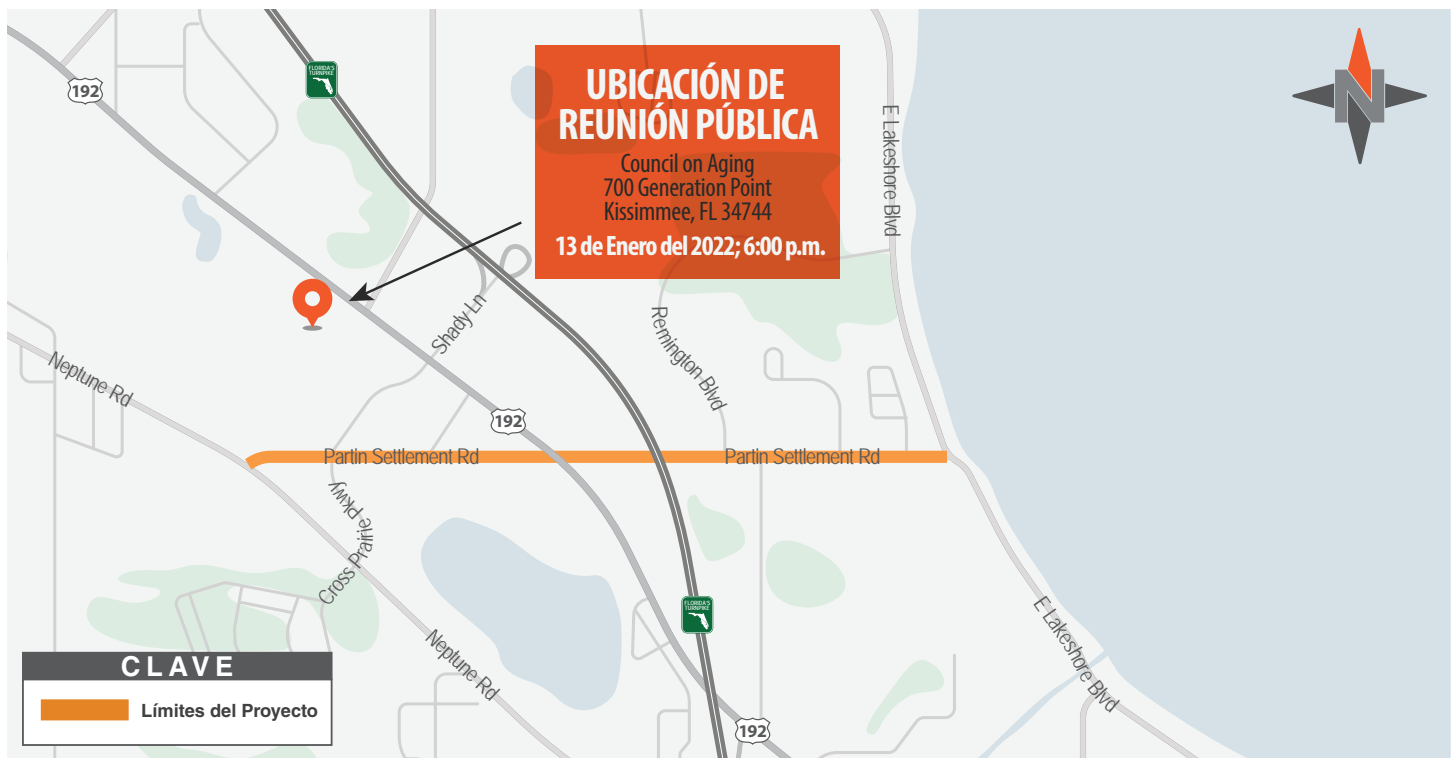 FLORIDA'S
TURNPIKE
192
UBICACIÓN DE
REUNIÓN PÚBLICA
Council on Aging
700 Generation Point
Kissimmee, FL 34744
13 de Enero del 2022; 6:00 p.m.
N
E Lakeshore Blvd
Shady Ln
Remington Blvd
Neptune Rd
192
Partin Settlement Rd
Partin Settlement Rd
Cross Prairie Pkwy
FLORIDA'S
TURNPIKE
E Lakeshore Blvd
Neptune Rd
CLAVE
Límites del Proyecto
192